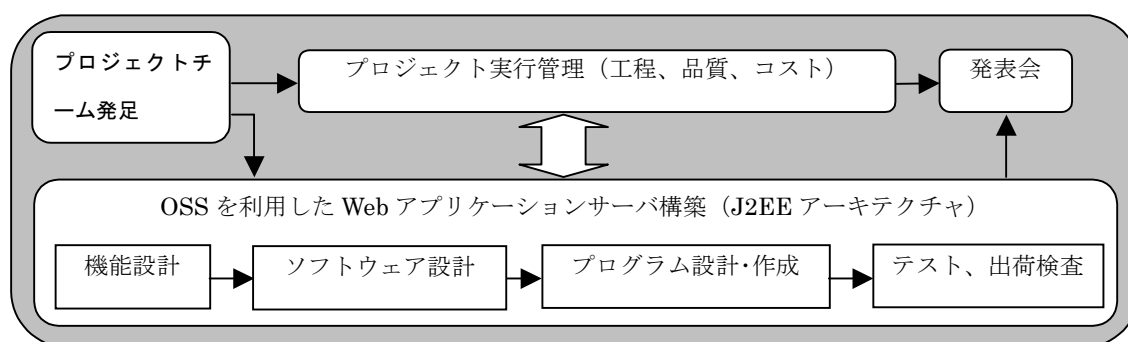 プロジェクトチ
ーム発足
プロジェクト実行管理（工程、品質、コスト）
発表会
OSS を利用した Web アプリケーションサーバ構築（J2EE アーキテクチャ）
機能設計
ソフトウェア設計
プログラム設計・作成
テスト、出荷検査